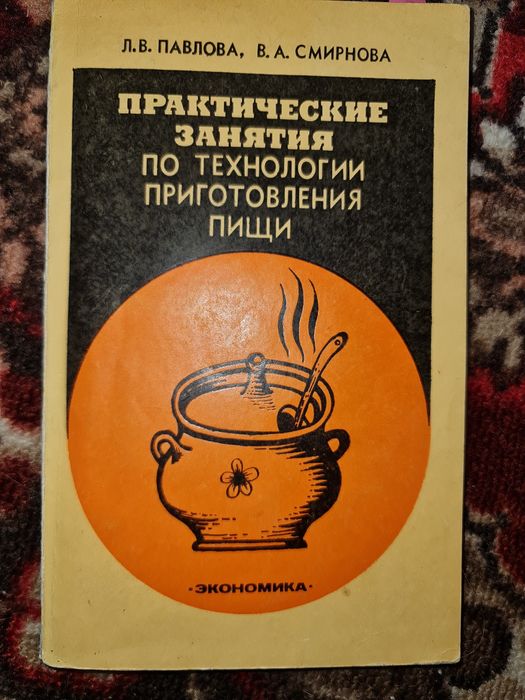 Л.В. ПАВЛОВА, В.А. СМИРНОВА
ПРАКТИЧЕСКИЕ
ЗАНЯТИЯ
ПО ТЕХНОЛОГИИ
ПРИГОТОВЛЕНИЯ
ПИЩИ
·ЭКОНОМИКА·